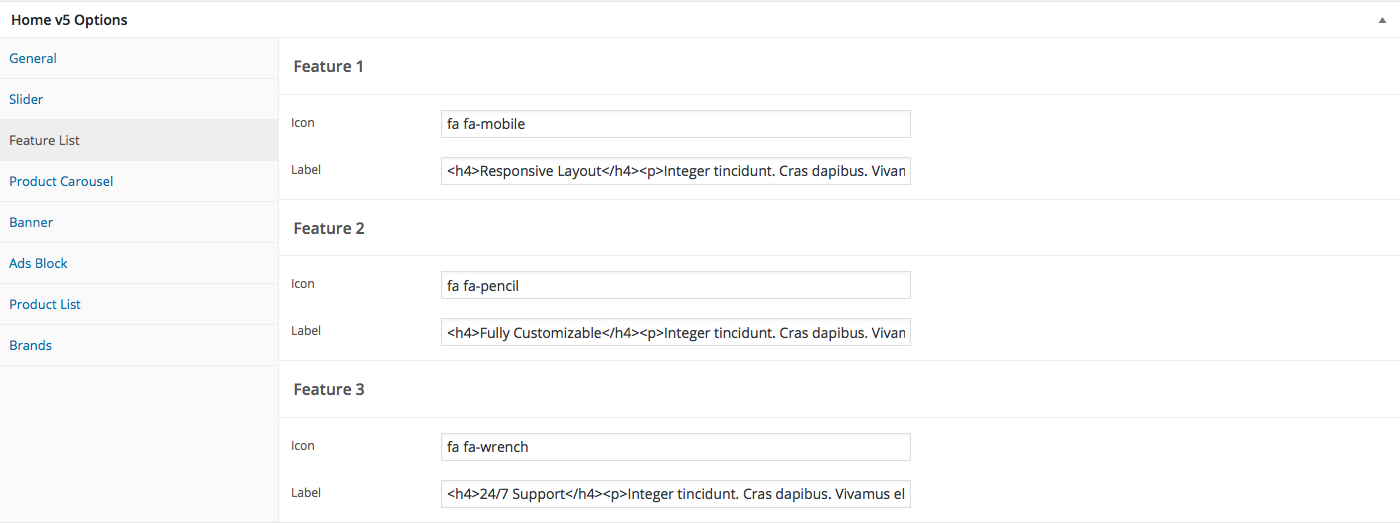 Home v5 Options
General
Slider
Feature List
Product Carousel
Banner
Ads Block
Product List
Brands
Feature 1
Icon fa fa-mobile
Label <h4>Responsive Layout</h4><p>Integer tincidunt. Cras dapibus. Vivam
Feature 2
Icon fa fa-pencil
Label <h4>Fully Customizable</h4><p>Integer tincidunt. Cras dapibus. Vivam
Feature 3
Icon fa fa-wrench
Label <h4>24/7 Support</h4><p>Integer tincidunt. Cras dapibus. Vivamus el